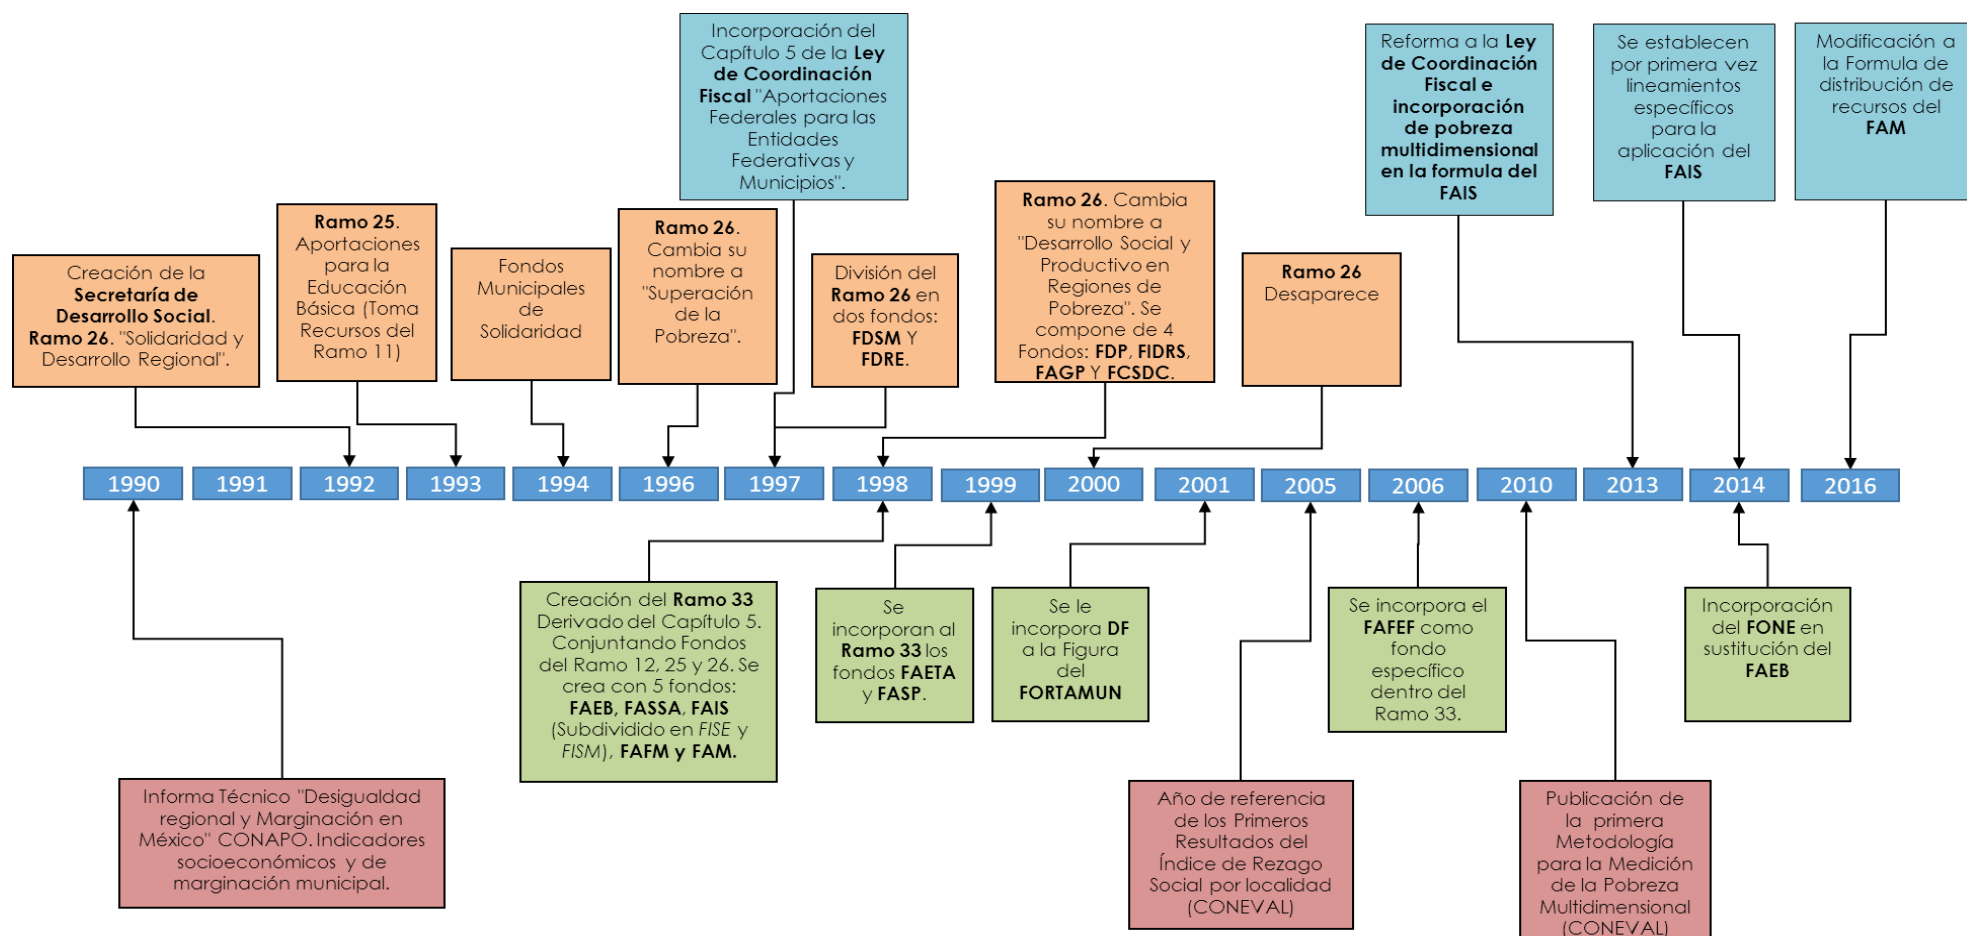 Incorporación del
Capítulo 5 de la Ley
de Coordinación
Fiscal "Aportaciones
Federales para las
Entidades
Federativas y
Municipios".
Reforma a la Ley
de Coordinación
Fiscal e
incorporación
de pobreza
multidimensional
en la formula del
FAIS
Se establecen
por primera vez
lineamientos
específicos
para la
aplicación del
FAIS
Modificación a
la Formula de
distribución de
recursos del
FAM
Creación de la
Secretaría de
Desarrollo Social.
Ramo 26. "Solidaridad y
Desarrollo Regional".
Ramo 25.
Aportaciones
para la
Educación
Básica (Toma
Recursos del
Ramo 11)
Fondos
Municipales
de
Solidaridad
Ramo 26.
Cambia su
nombre a
"Superación
de la
Pobreza".
División del
Ramo 26 en
dos fondos:
FDSM Y
FDRE.
Ramo 26. Cambia
su nombre a
"Desarrollo Social y
Productivo en
Regiones de
Pobreza". Se
compone de 4
Fondos: FDP, FIDRS,
FAGP Y FCSDC.
Ramo 26
Desaparece
1990
1991
1992
1993
1994
1996
1997
1998
1999
2000
2001
2005
2006
2010
2013
2014
2016
Creación del Ramo 33
Derivado del Capítulo 5.
Conjuntando Fondos
del Ramo 12, 25 y 26. Se
crea con 5 fondos:
FAEB, FASSA, FAIS
(Subdividido en FISE y
FISM), FAFM y FAM.
Se
incorporan al
Ramo 33 los
fondos FAETA
y FASP.
Se le
incorpora DF
a la Figura
del
FORTAMUN
Se incorpora el
FAFEF como
fondo
específico
dentro del
Ramo 33.
Incorporación
del FONE en
sustitución del
FAEB
Informa Técnico "Desigualdad
regional y Marginación en
México" CONAPO. Indicadores
socioeconómicos y de
marginación municipal.
Año de referencia
de los Primeros
Resultados del
Índice de Rezago
Social por localidad
(CONEVAL)
Publicación de
la primera
Metodología
para la Medición
de la Pobreza
Multidimensional
(CONEVAL)